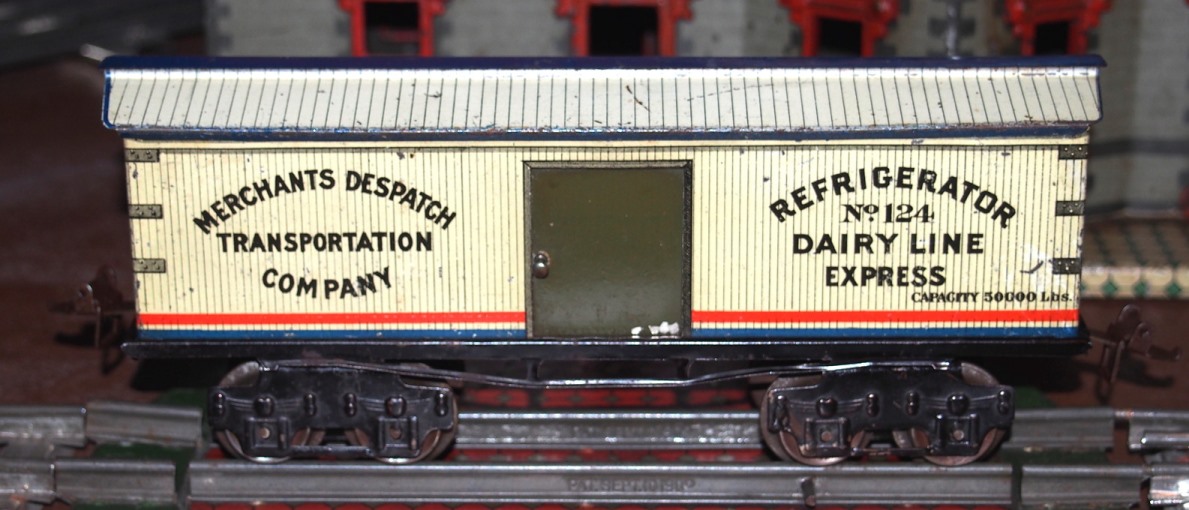 MERCHANTS DESPATCH
TRANSPORTATION
COMPANY
REFRIGERATOR
No 124
DAIRY LINE
EXPRESS
CAPACITY 50000 Lbs.